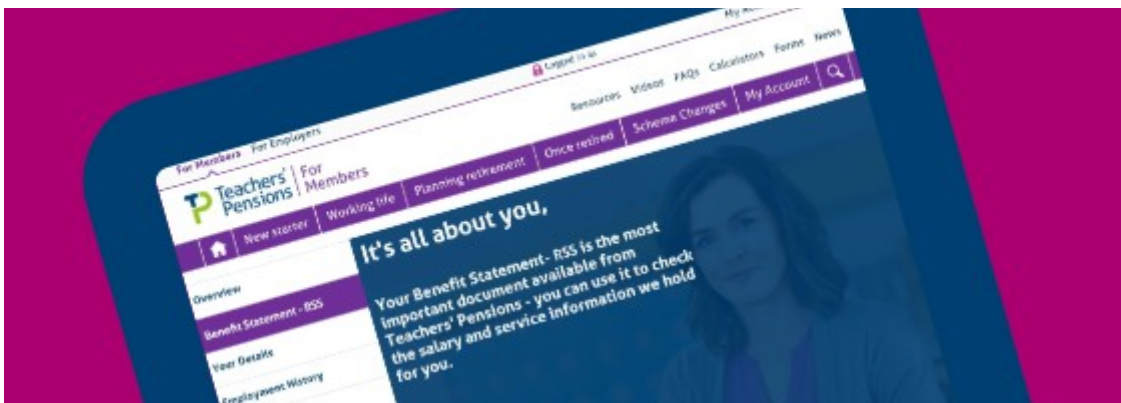 Logged in as
My Ac
For Members For Employers
Resources Videos FAQs Calculators Forms News
Teachers'
Pensions
For
Members
New starter Working life Planning retirement Once retired Scheme Changes My Account
Overview
Benefit Statement - RSS
Your Details
Employment History
It's all about you,
Your Benefit Statement- RSS is the most
important document available from
Teachers' Pensions - you can use it to check
the salary and service information we hold
for you.